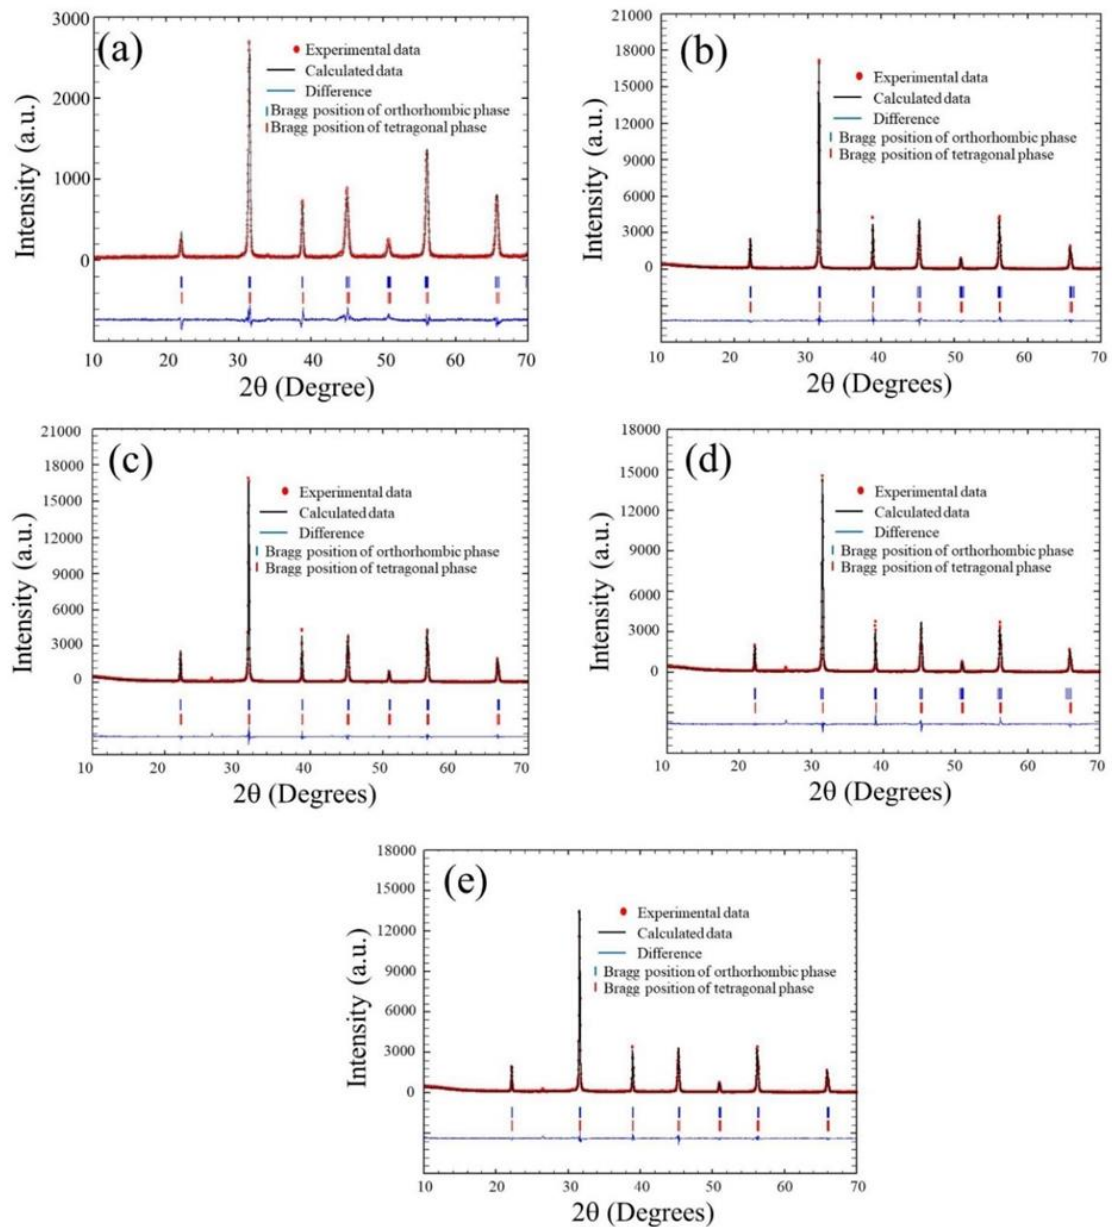 (a)
3000
2000
1000
0
Intensity (a.u.)
Experimental data
Calculated data
Difference
Bragg position of orthorhombic phase
Bragg position of tetragonal phase
10 20 30 40 50 60 70
2θ (Degree)
(b)
21000
18000
15000
12000
9000
6000
3000
0
Intensity (a.u.)
Experimental data
Calculated data
Difference
Bragg position of orthorhombic phase
Bragg position of tetragonal phase
10 20 30 40 50 60 70
2θ (Degrees)
(c)
21000
18000
15000
12000
9000
6000
3000
0
Intensity (a.u.)
Experimental data
Calculated data
Difference
Bragg position of orthorhombic phase
Bragg position of tetragonal phase
10 20 30 40 50 60 70
2θ (Degrees)
(d)
18000
15000
12000
9000
6000
3000
0
Intensity (a.u.)
Experimental data
Calculated data
Difference
Bragg position of orthorhombic phase
Bragg position of tetragonal phase
10 20 30 40 50 60 70
2θ (Degrees)
(e)
18000
15000
12000
9000
6000
3000
0
Intensity (a.u.)
Experimental data
Calculated data
Difference
Bragg position of orthorhombic phase
Bragg position of tetragonal phase
10 20 30 40 50 60 70
2θ (Degrees)